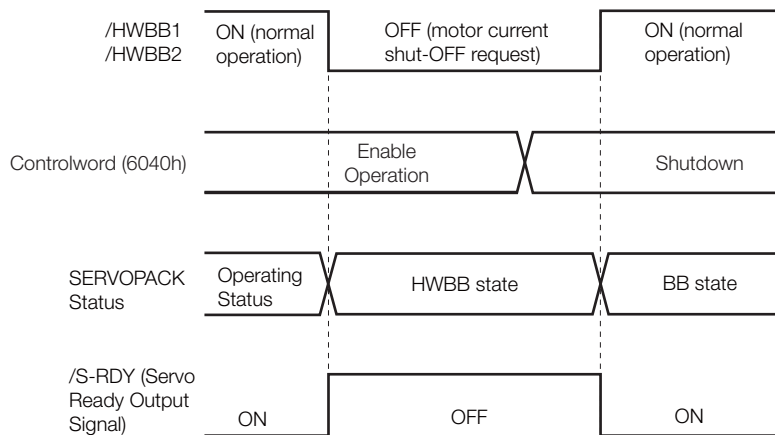 /HWBB1
/HWBB2
ON (normal
operation)
OFF (motor current
shut-OFF request)
ON (normal
operation)
Controlword (6040h)
Enable
Operation
Shutdown
SERVOPACK
Status
Operating
Status
HWBB state
BB state
/S-RDY (Servo
Ready Output
Signal)
ON
OFF
ON